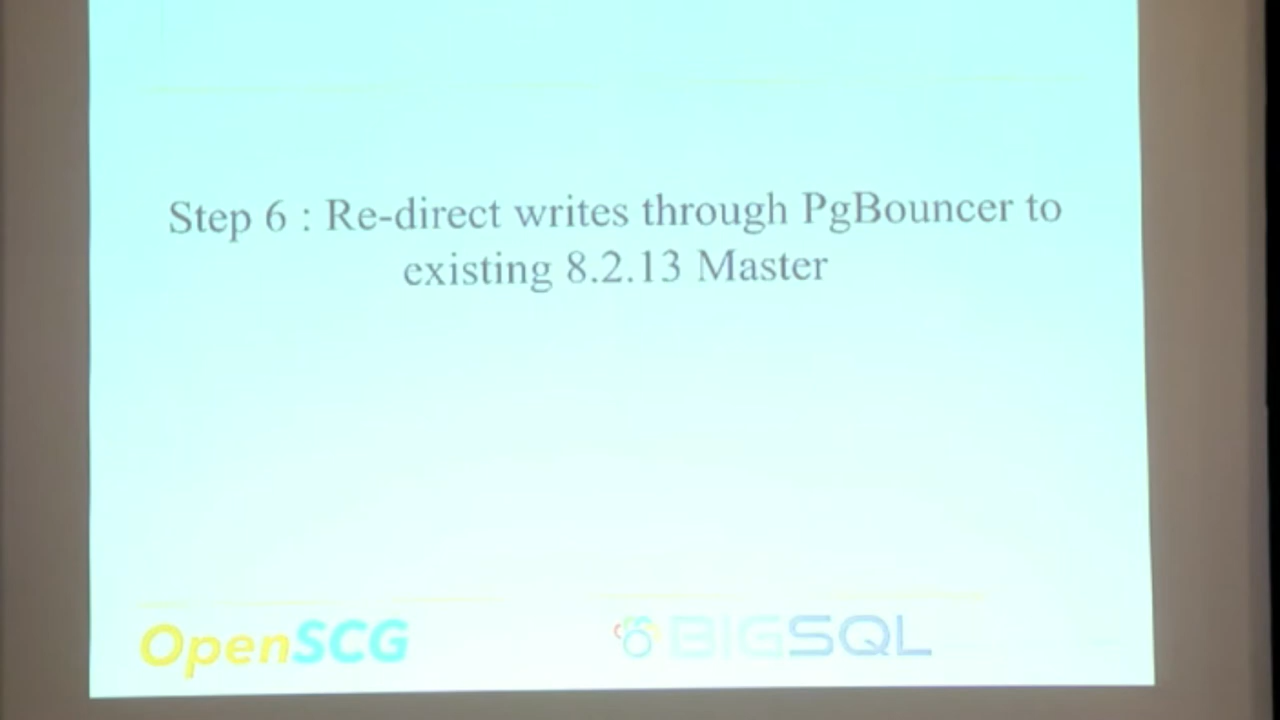 Step 6 : Re-direct writes through PgBouncer to
existing 8.2.13 Master
OpenSCG
BIGSQL